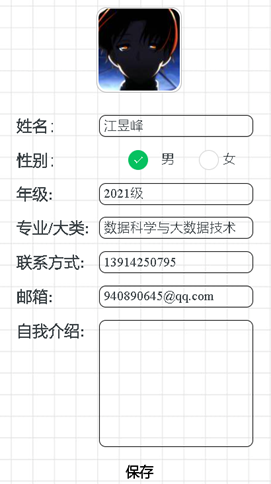 姓名： 江昱峰
性别： 男 女
年级: 2021级
专业/大类: 数据科学与大数据技术
联系方式: 13914250795
邮箱: 940890645@qq.com
自我介绍:
保存